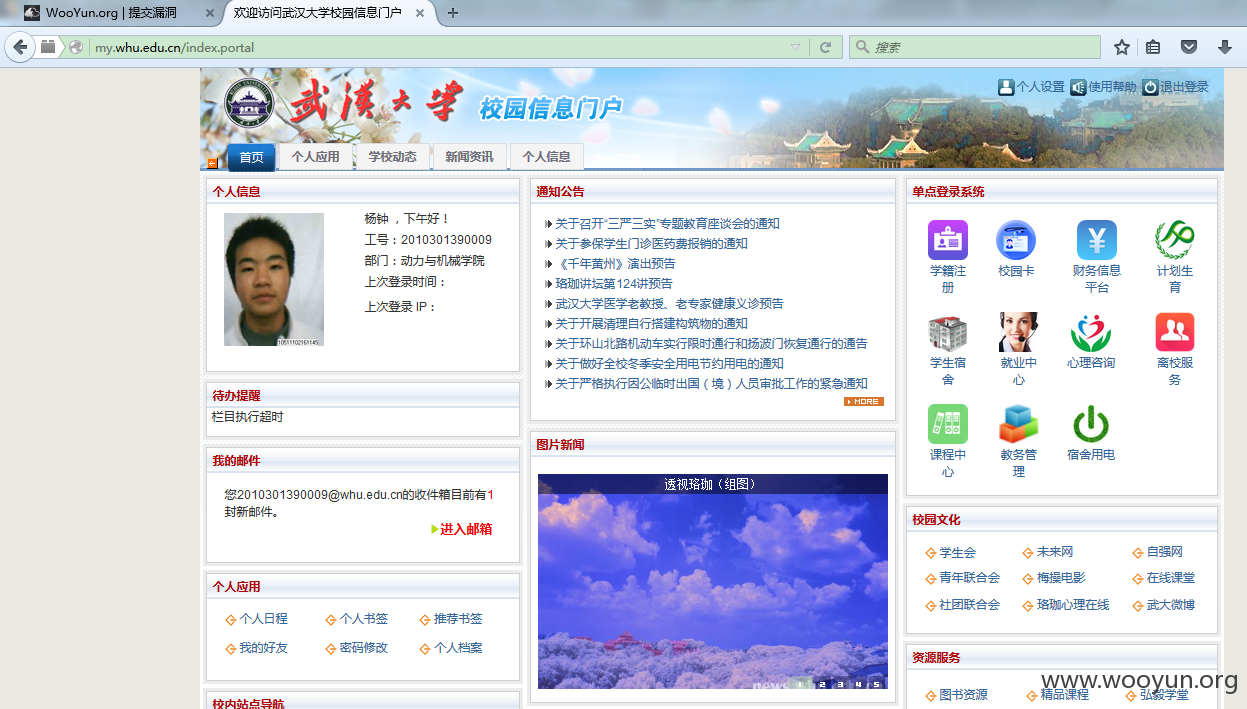 WooYun.org | 提交漏洞
欢迎访问武汉大学校园信息门户
my.whu.edu.cn/index.portal
搜索
武漢大学
校园信息门户
个人设置 使用帮助 退出登录
首页 个人应用 学校动态 新闻资讯 个人信息
个人信息
杨钟 ，下午好！
工号：2010301390009
部门：动力与机械学院
上次登录时间：
上次登录 IP：
10511102161145
待办提醒
栏目执行超时
我的邮件
您2010301390009@whu.edu.cn的收件箱目前有1
封新邮件。
进入邮箱
个人应用
个人日程 个人书签 推荐书签
我的好友 密码修改 个人档案
校内站点导航
通知公告
关于召开“三严三实”专题教育座谈会的通知
关于参保学生门诊医药费报销的通知
《千年黄州》演出预告
珞珈讲坛第124讲预告
武汉大学医学老教授、老专家健康义诊预告
关于开展清理自行搭建构筑物的通知
关于环山北路机动车实行限时通行和扬波门恢复通行的通告
关于做好全校冬季安全用电节约用电的通知
关于严格执行因公临时出国（境）人员审批工作的紧急通知
MORE
图片新闻
透视珞珈（组图）
news
1 2 3 4 5
单点登录系统
学籍注册
校园卡
财务信息平台
计划生育
学生宿舍
就业中心
心理咨询
离校服务
课程中心
教务管理
宿舍用电
校园文化
学生会 未来网 自强网
青年联合会 梅操电影 在线课堂
社团联合会 珞珈心理在线 武大微博
资源服务
图书资源 精品课程 弘毅学堂
www.wooyun.org